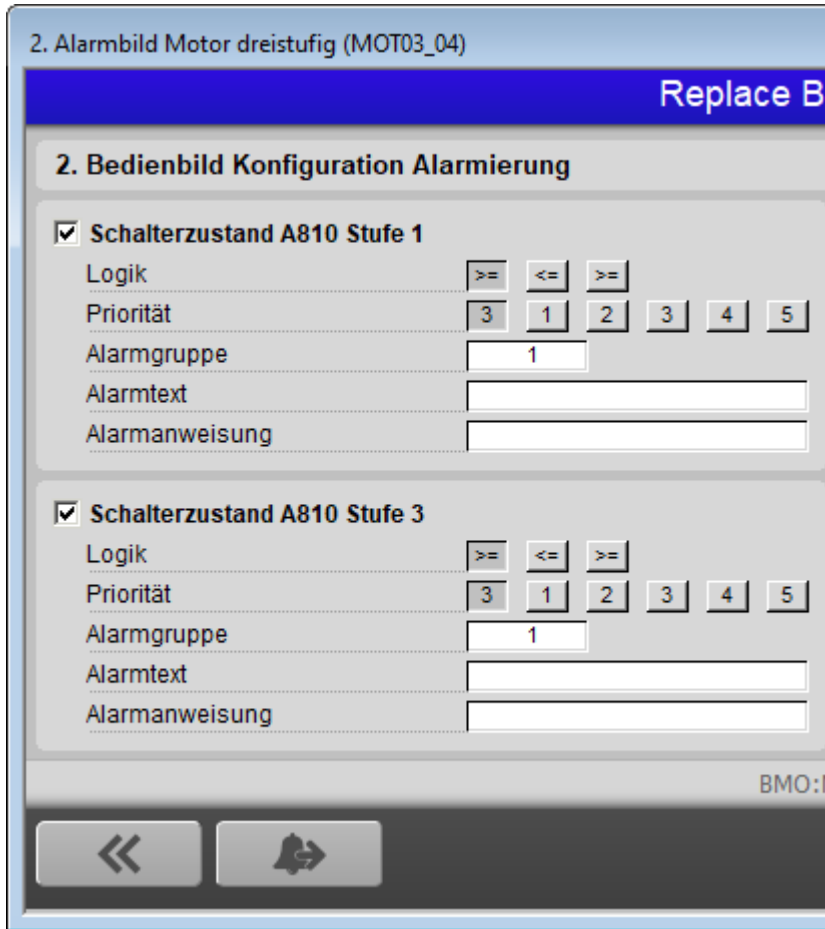 2. Alarmbild Motor dreistufig (MOT03_04)
Replace B
2. Bedienbild Konfiguration Alarmierung
Schalterzustand A810 Stufe 1
Logik >= <= >=
Priorität 3 1 2 3 4 5
Alarmgruppe 1
Alarmtext
Alarmanweisung
Schalterzustand A810 Stufe 3
Logik >= <= >=
Priorität 3 1 2 3 4 5
Alarmgruppe 1
Alarmtext
Alarmanweisung
BMO: